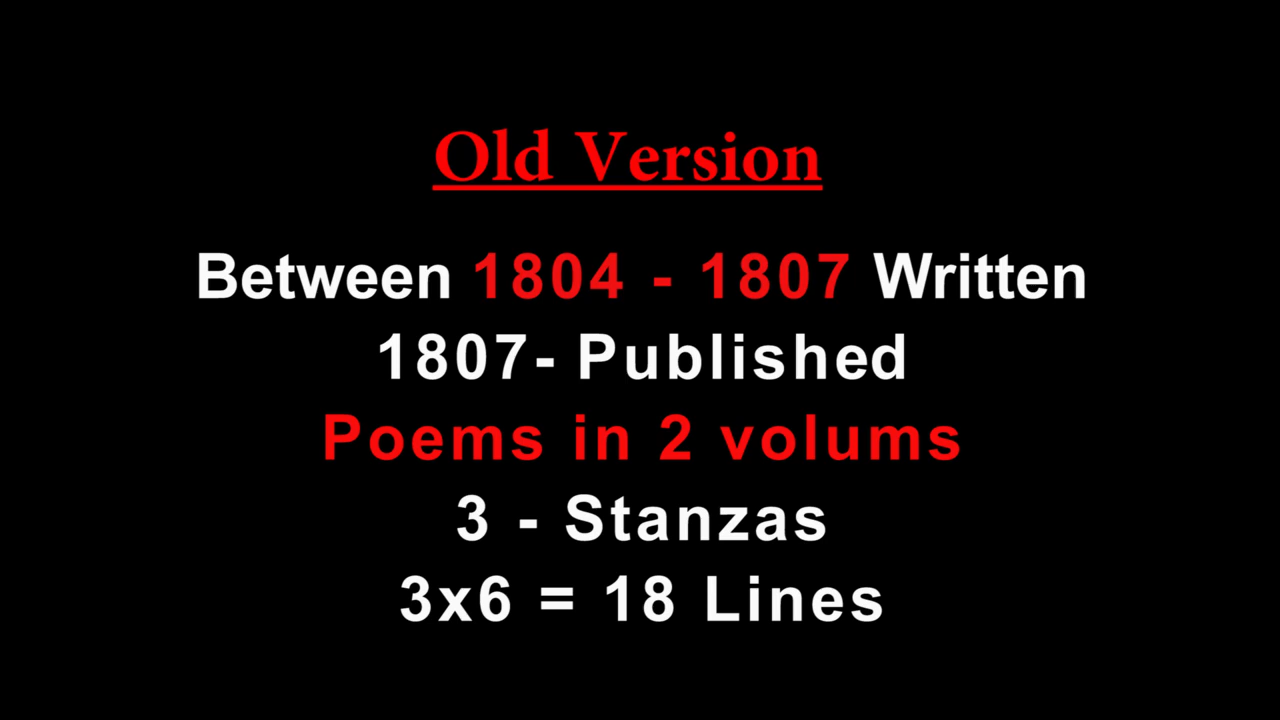 Old Version
Between 1804 - 1807 Written
1807- Published
Poems in 2 volums
3 - Stanzas
3x6 = 18 Lines